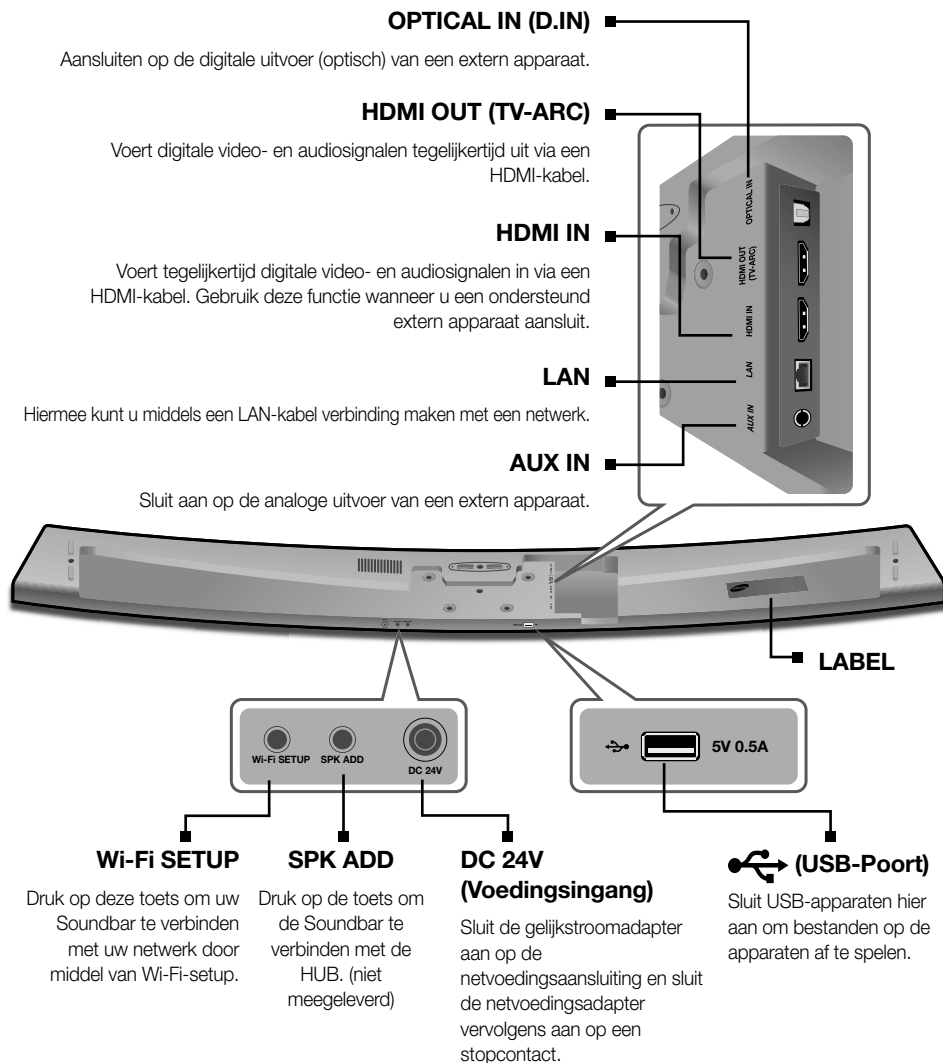 OPTICAL IN (D.IN)
Aansluiten op de digitale uitvoer (optisch) van een extern apparaat.
HDMI OUT (TV-ARC)
Voert digitale video- en audiosignalen tegelijkertijd uit via een
HDMI-kabel.
HDMI IN
Voert tegelijkertijd digitale video- en audiosignalen in via een
HDMI-kabel. Gebruik deze functie wanneer u een ondersteund
extern apparaat aansluit.
LAN
Hiermee kunt u middels een LAN-kabel verbinding maken met een netwerk.
AUX IN
Sluit aan op de analoge uitvoer van een extern apparaat.
OPTICAL IN
HDMI OUT
(TV-ARC)
HDMI IN
LAN
AUX IN
LABEL
Wi-Fi SETUP
SPK ADD
DC 24V
5V 0.5A
Wi-Fi SETUP
Druk op deze toets om uw
Soundbar te verbinden
met uw netwerk door
middel van Wi-Fi-setup.
SPK ADD
Druk op de toets om
de Soundbar te
verbinden met de
HUB. (niet
meegeleverd)
DC 24V
(Voedingsingang)
Sluit de gelijkstroomadapter
aan op de
netvoedingsaansluiting en sluit
de netvoedingsadapter
vervolgens aan op een
stopcontact.
(USB-Poort)
Sluit USB-apparaten hier
aan om bestanden op de
apparaten af te spelen.